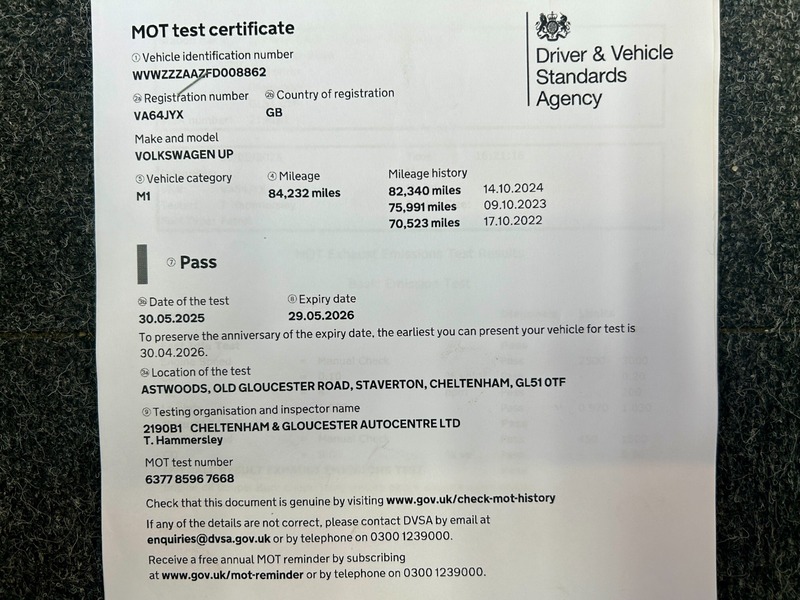 MOT test certificate
Driver & Vehicle
Standards
Agency
① Vehicle identification number
WVWZZZAAZFD008862
Registration number Country of registration
VA64JYX GB
Make and model
VOLKSWAGEN UP
⑤ Vehicle category ④ Mileage Mileage history
M1 84,232 miles 82,340 miles 14.10.2024
75,991 miles 09.10.2023
70,523 miles 17.10.2022
⑦ Pass
Date of the test ⑧ Expiry date
30.05.2025 29.05.2026
To preserve the anniversary of the expiry date, the earliest you can present your vehicle for test is
30.04.2026.
Location of the test
ASTWOODS, OLD GLOUCESTER ROAD, STAVERTON, CHELTENHAM, GL51 0TF
⑨ Testing organisation and inspector name
2190B1 CHELTENHAM & GLOUCESTER AUTOCENTRE LTD
T. Hammersley
MOT test number
6377 8596 7668
Check that this document is genuine by visiting www.gov.uk/check-mot-history
If any of the details are not correct, please contact DVSA by email at
enquiries@dvsa.gov.uk or by telephone on 0300 1239000.
Receive a free annual MOT reminder by subscribing
at www.gov.uk/mot-reminder or by telephone on 0300 1239000.